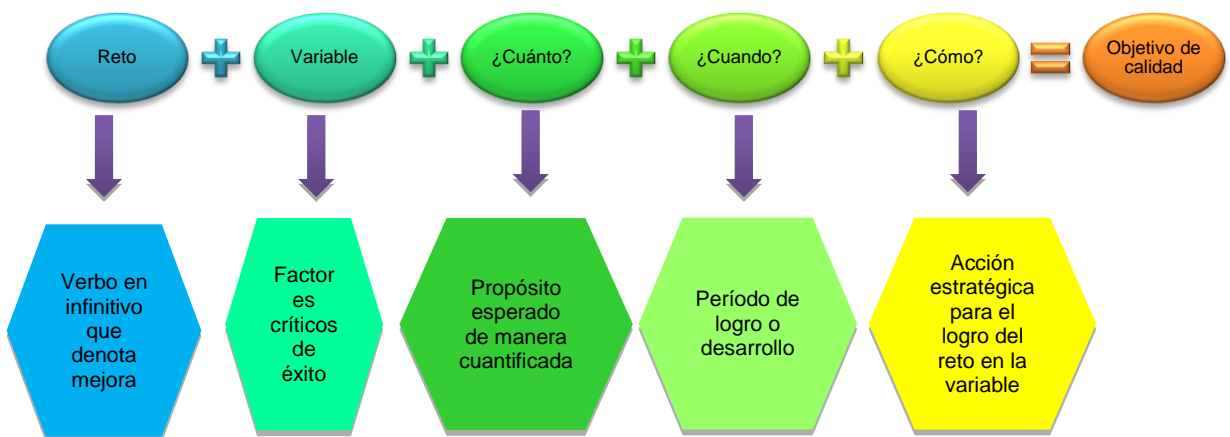 Reto
Variable
¿Cuánto?
¿Cuando?
¿Cómo?
Objetivo de
calidad
Verbo en
infinitivo
que
denota
mejora
Factor
es
críticos
de
éxito
Propósito
esperado
de manera
cuantificada
Período de
logro o
desarrollo
Acción
estratégica
para el
logro del
reto en la
variable